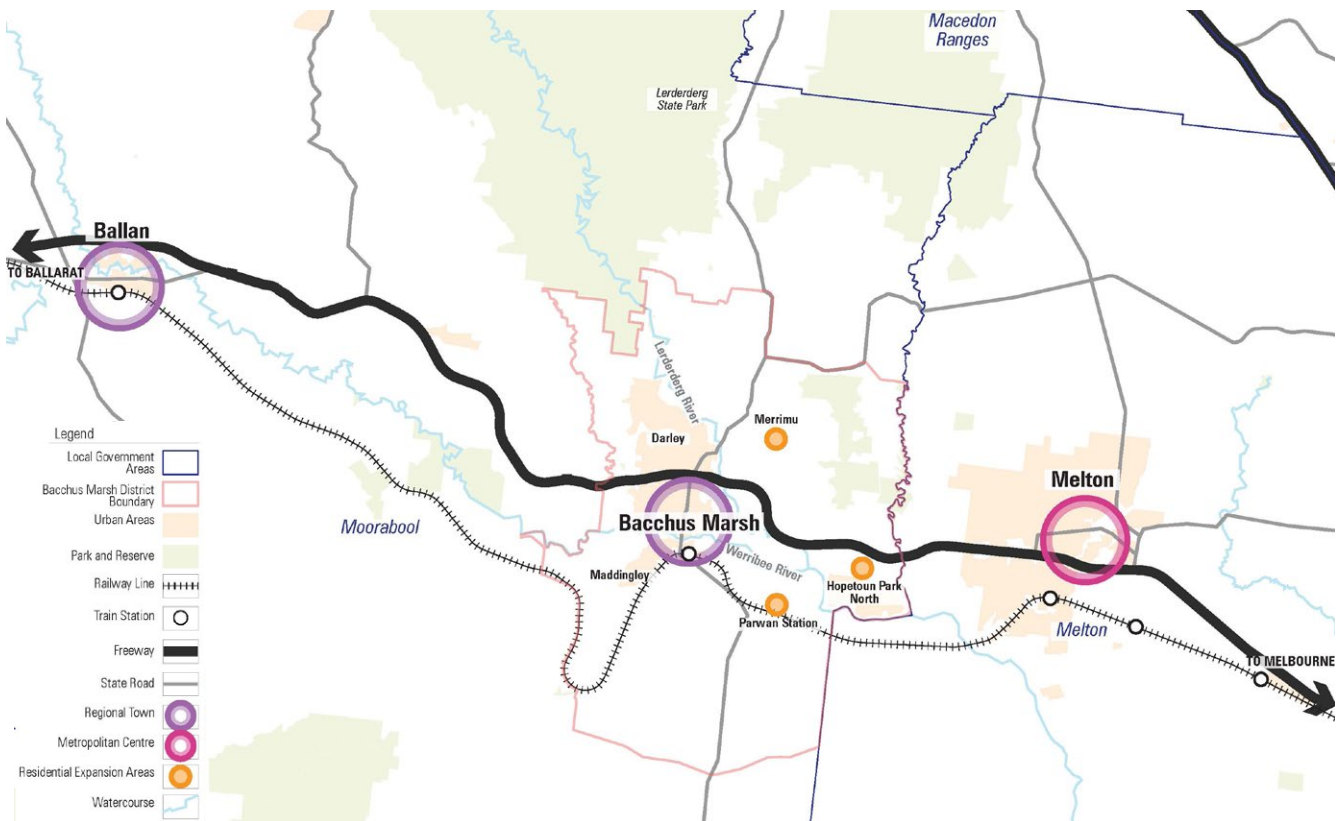 Macedon
Ranges
Lerderderg
State Park
Ballan
TO BALLARAT
Lerderderg River
Merrimu
Darley
Legend
Local Government
Areas
Bacchus Marsh District
Boundary
Urban Areas
Park and Reserve
Railway Line
Train Station
Freeway
State Road
Regional Town
Metropolitan Centre
Residential Expansion Areas
Watercourse
Moorabool
Bacchus Marsh
Melton
Maddingley
Werribee River
Hopetoun Park
North
Parwan Station
Melton
TO MELBOURNE